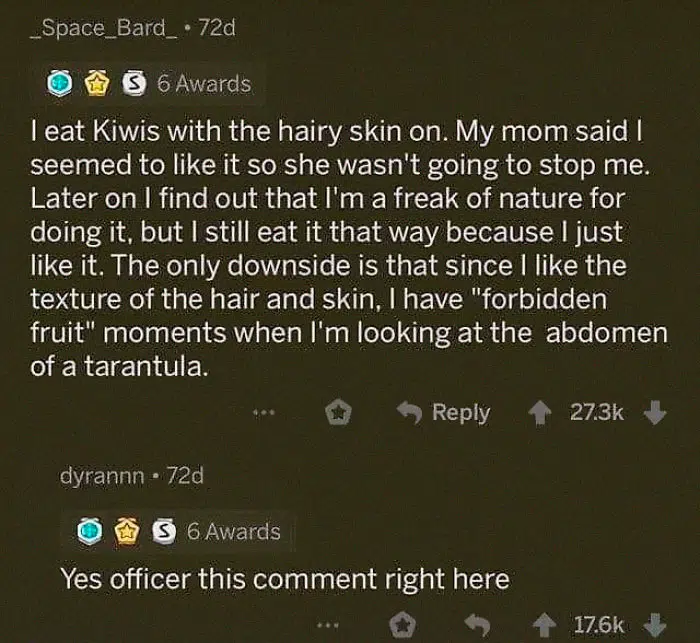 _Space_Bard_ • 72d
S 6 Awards
I eat Kiwis with the hairy skin on. My mom said I
seemed to like it so she wasn't going to stop me.
Later on I find out that I'm a freak of nature for
doing it, but I still eat it that way because I just
like it. The only downside is that since I like the
texture of the hair and skin, I have "forbidden
fruit" moments when I'm looking at the abdomen
of a tarantula.
... Reply 27.3k
dyrannn • 72d
S 6 Awards
Yes officer this comment right here
... 17.6k